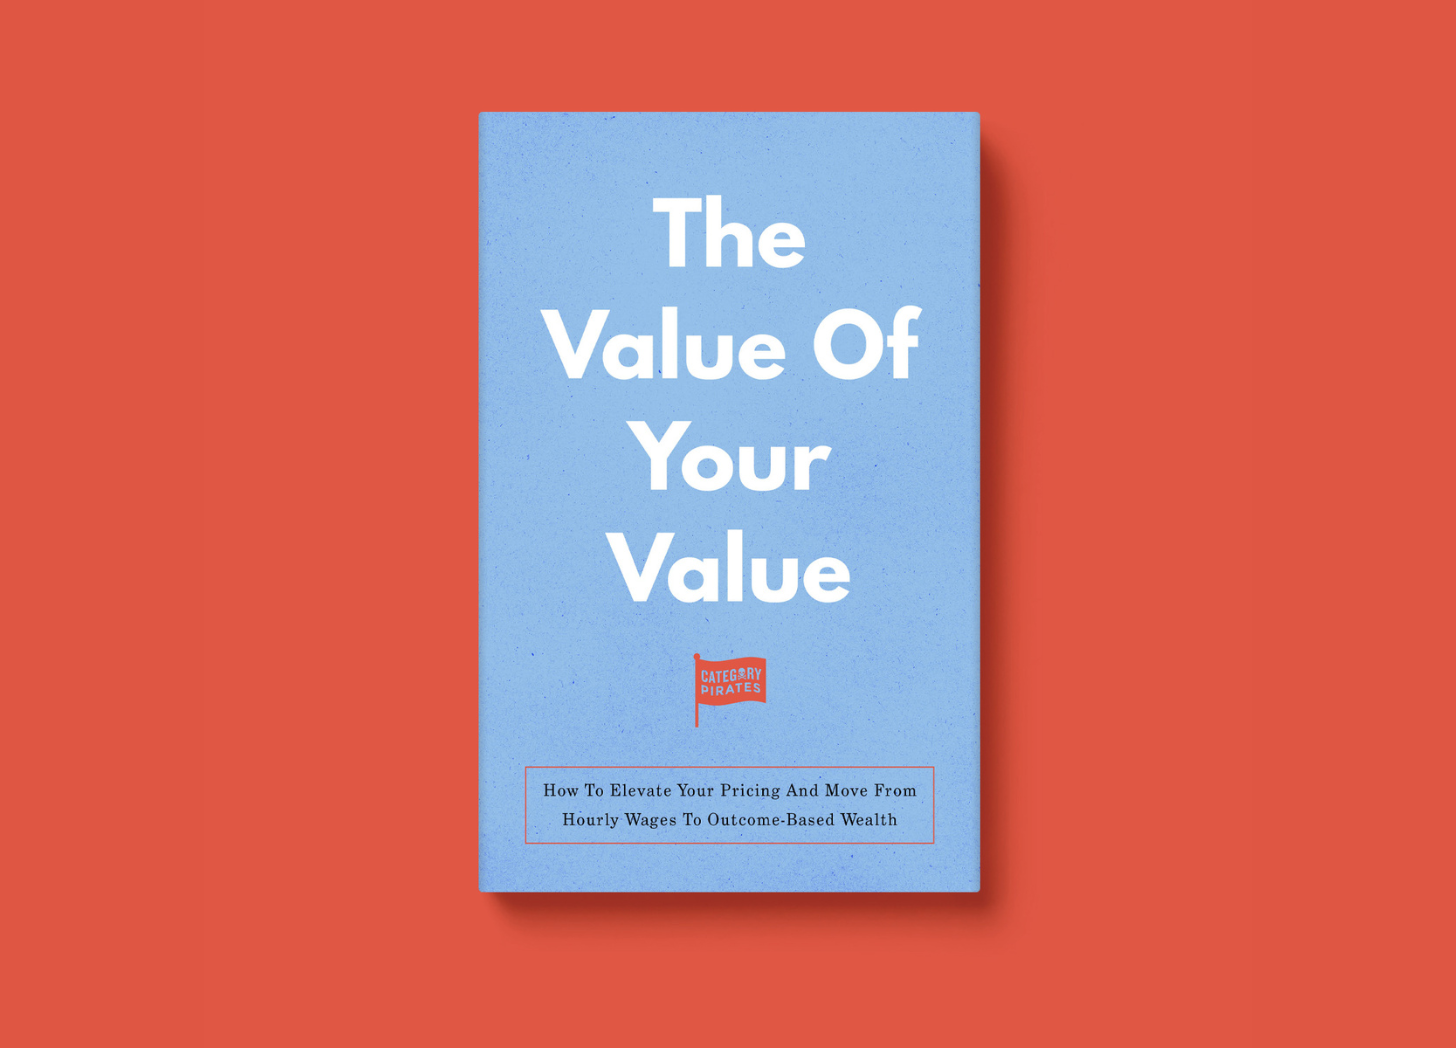 The
Value Of
Your
Value
CATEGORY
PIRATES
How To Elevate Your Pricing And Move From
Hourly Wages To Outcome-Based Wealth